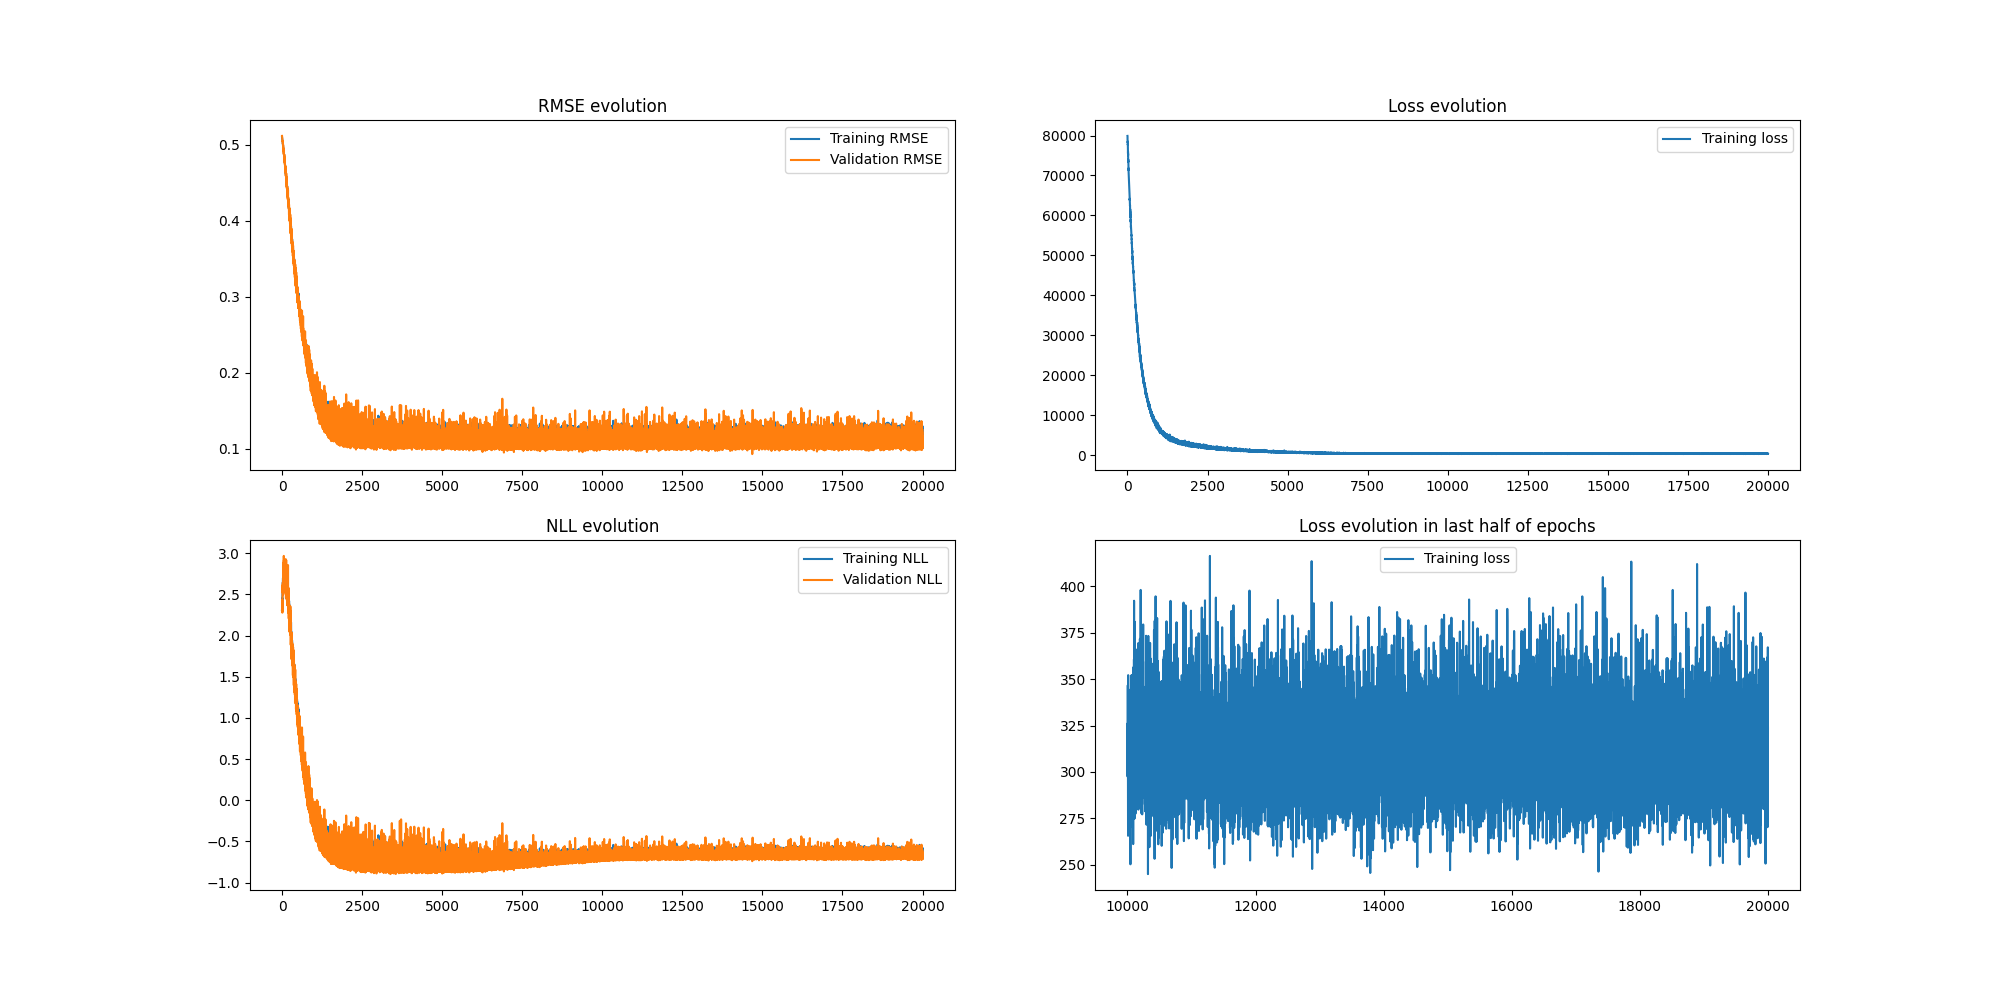 RMSE evolution
Training RMSE
Validation RMSE
0.5
0.4
0.3
0.2
0.1
0 2500 5000 7500 10000 12500 15000 17500 20000
Loss evolution
Training loss
80000
70000
60000
50000
40000
30000
20000
10000
0
0 2500 5000 7500 10000 12500 15000 17500 20000
NLL evolution
Training NLL
Validation NLL
3.0
2.5
2.0
1.5
1.0
0.5
0.0
−0.5
−1.0
0 2500 5000 7500 10000 12500 15000 17500 20000
Loss evolution in last half of epochs
Training loss
400
375
350
325
300
275
250
10000 12000 14000 16000 18000 20000